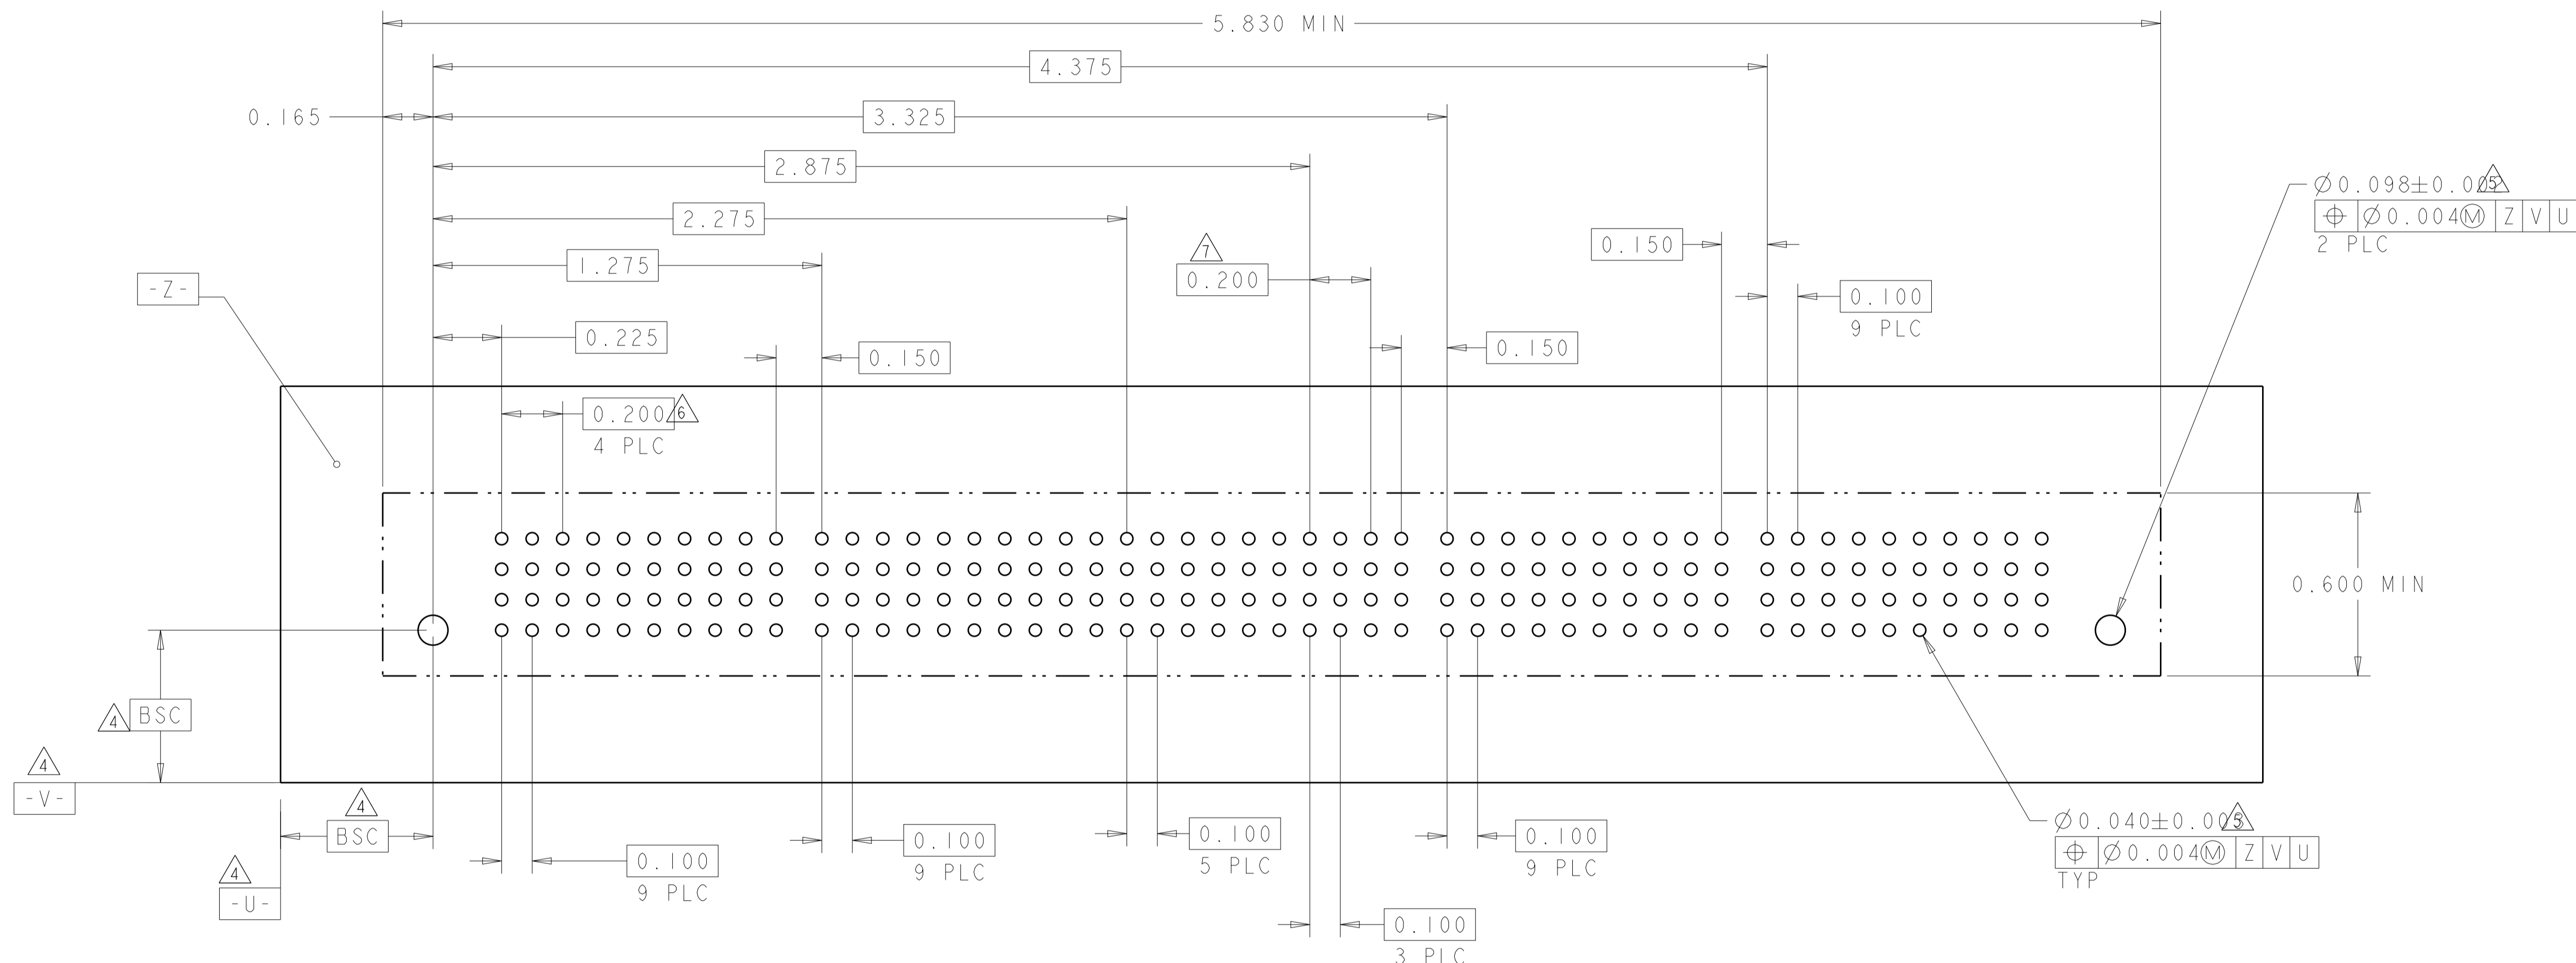 5.830 MIN
4.375
0.165
3.325
2.875
2.275
1.275
0.225
0.150
-Z-
7
0.200
0.150
0.150
0.100
9 PLC
Ø0.098±0.002
5
⌖ Ø0.004Ⓜ Z V U
2 PLC
0.200
6
4 PLC
0.600 MIN
4
BSC
4
-V-
4
BSC
4
-U-
0.100
9 PLC
0.100
9 PLC
0.100
5 PLC
0.100
3 PLC
0.100
9 PLC
Ø0.040±0.003
5
⌖ Ø0.004Ⓜ Z V U
TYP